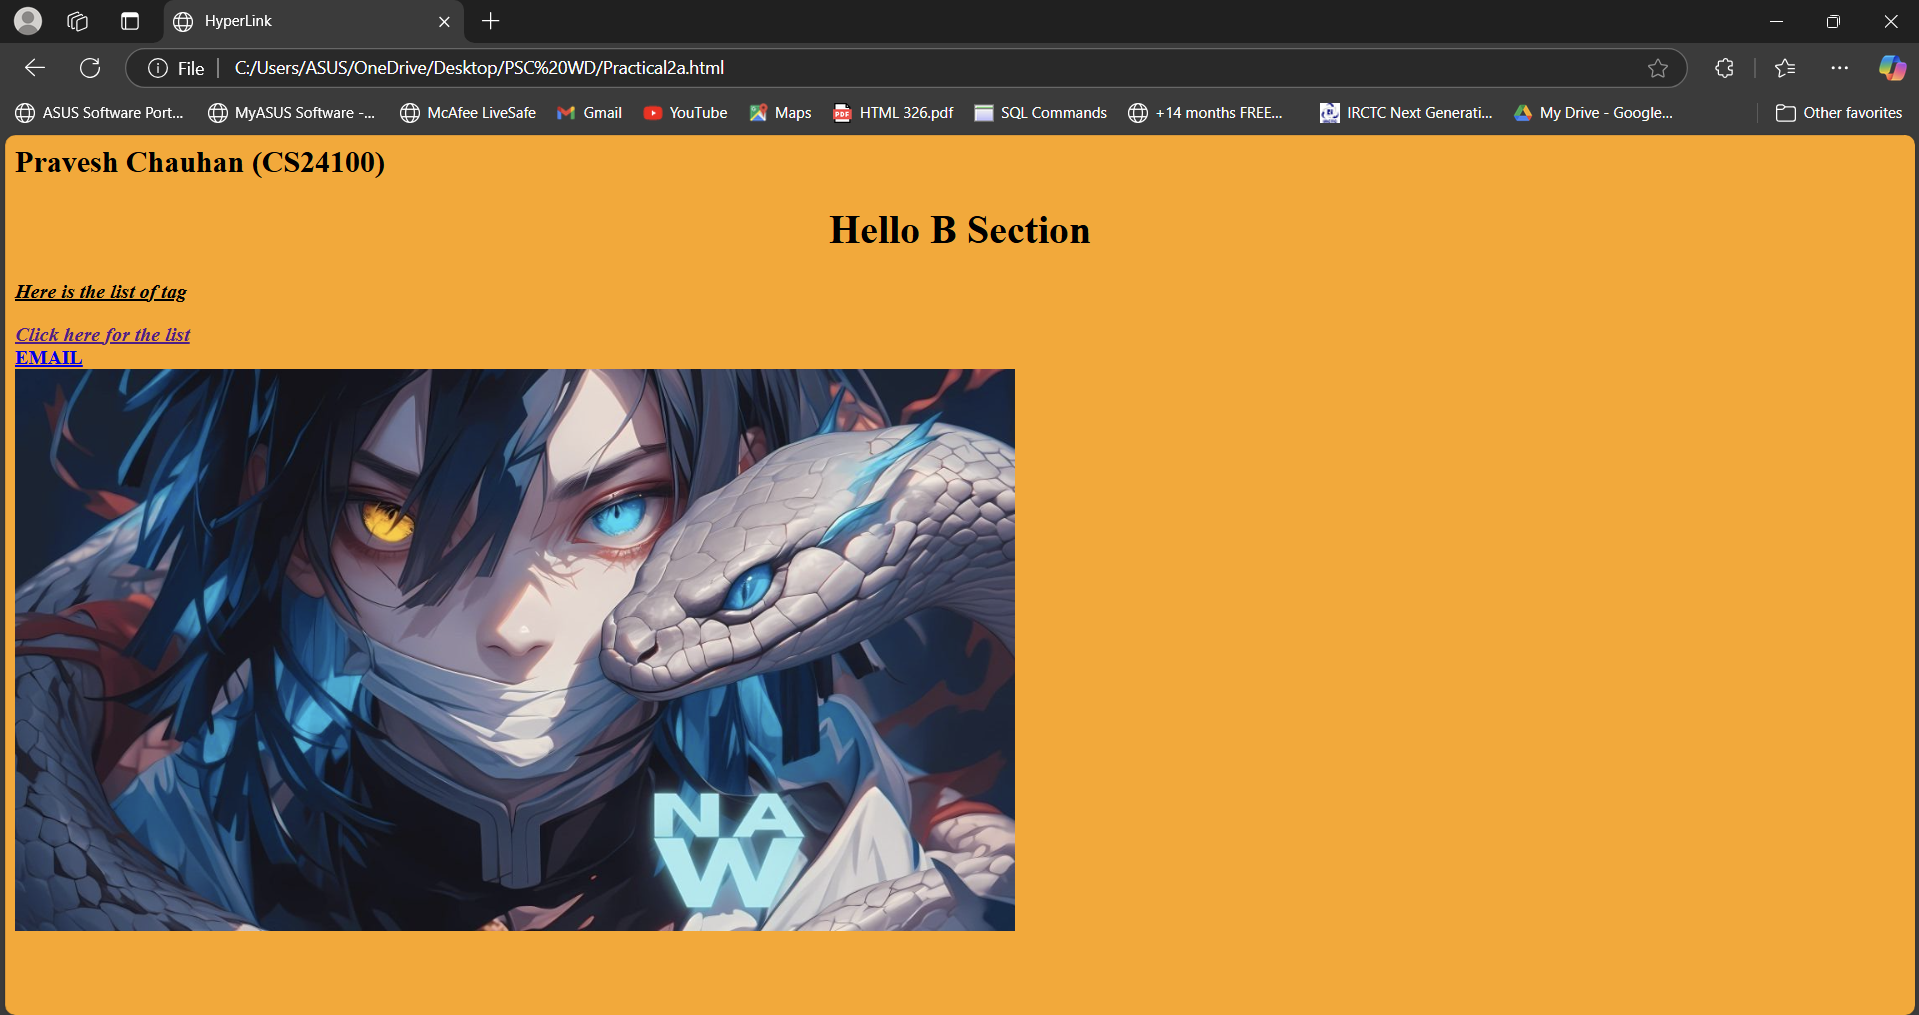 HyperLink
File
C:/Users/ASUS/OneDrive/Desktop/PSC%20WD/Practical2a.html
ASUS Software Port... MyASUS Software -... McAfee LiveSafe Gmail YouTube Maps PDF HTML 326.pdf SQL Commands +14 months FREE... IRCTC Next Generati... My Drive - Google... Other favorites
Pravesh Chauhan (CS24100)
Hello B Section
Here is the list of tag
Click here for the list
EMAIL
NA
W